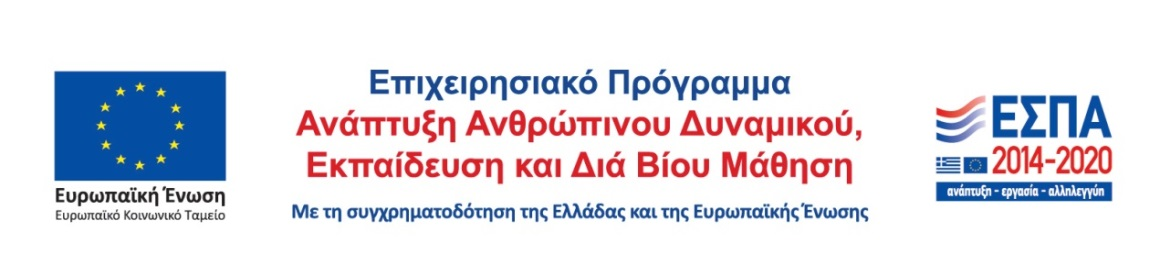 Ευρωπαϊκή Ένωση
Ευρωπαϊκό Κοινωνικό Ταμείο
Επιχειρησιακό Πρόγραμμα
Ανάπτυξη Ανθρώπινου Δυναμικού,
Εκπαίδευση και Διά Βίου Μάθηση
Με τη συγχρηματοδότηση της Ελλάδας και της Ευρωπαϊκής Ένωσης
ΕΣΠΑ
2014-2020
ανάπτυξη - εργασία - αλληλεγγύη